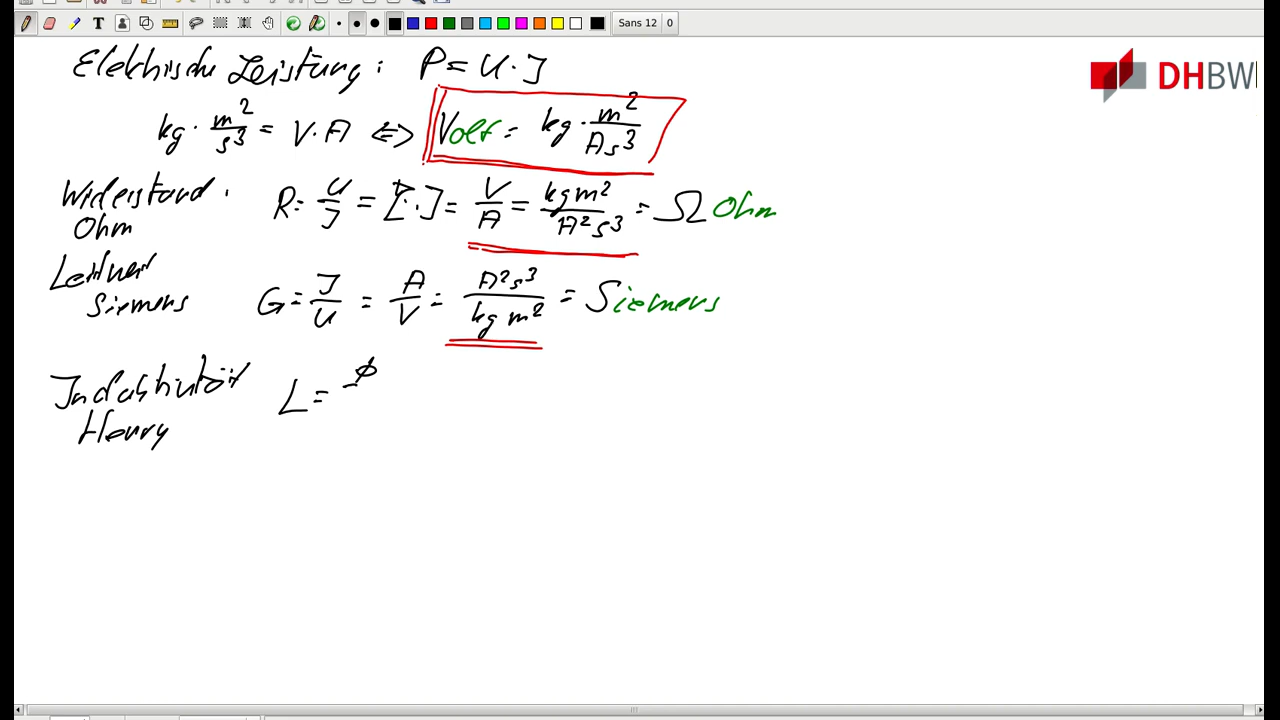 Sans 12 0
Elektrische Leistung: P = U · I
DHBW
kg · m²/s³ = V · A ⇔ Volt = kg · m²/As³
Widerstand: R = U/I = [·] = V/A = kgm²/A²s³ = Ω Ohm
Ohm
Leitwert
Siemens G = I/U = A/V = A²s³/kg m² = Siemens
Induktivität L = ϕ
Henry